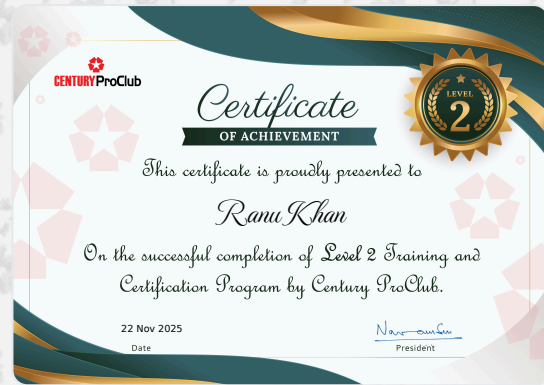 CENTURY ProClub
LEVEL
2
Certificate
OF ACHIEVEMENT
This certificate is proudly presented to
Ranu Khan
On the successful completion of Level 2 Training and
Certification Program by Century ProClub.
22 Nov 2025
Date
President